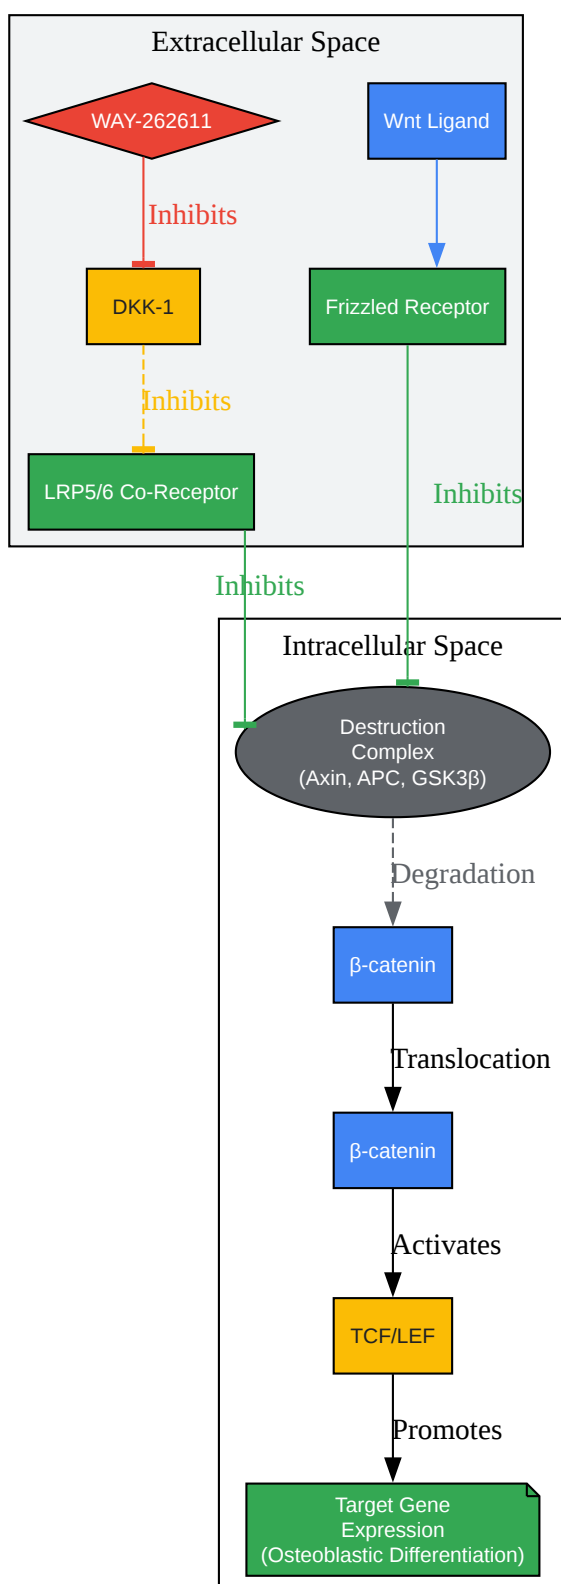 Extracellular Space
WAY-262611
Wnt Ligand
Inhibits
DKK-1
Frizzled Receptor
Inhibits
LRP5/6 Co-Receptor
Inhibits
Inhibits
Intracellular Space
Destruction
Complex
(Axin, APC, GSK3β)
Degradation
β-catenin
Translocation
β-catenin
Activates
TCF/LEF
Promotes
Target Gene
Expression
(Osteoblastic Differentiation)